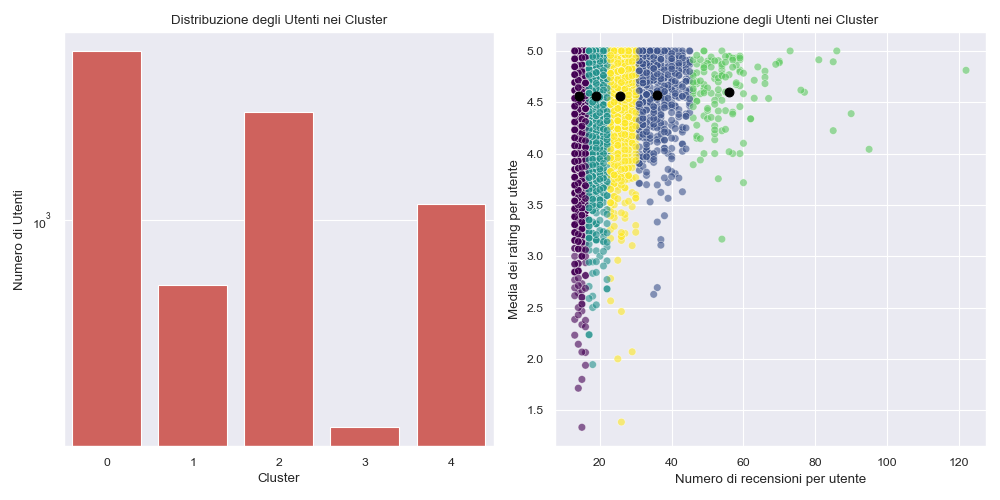 Distribuzione degli Utenti nei Cluster
Numero di Utenti
10^3
0 1 2 3 4
Cluster
Distribuzione degli Utenti nei Cluster
Media dei rating per utente
5.0
4.5
4.0
3.5
3.0
2.5
2.0
1.5
20 40 60 80 100 120
Numero di recensioni per utente